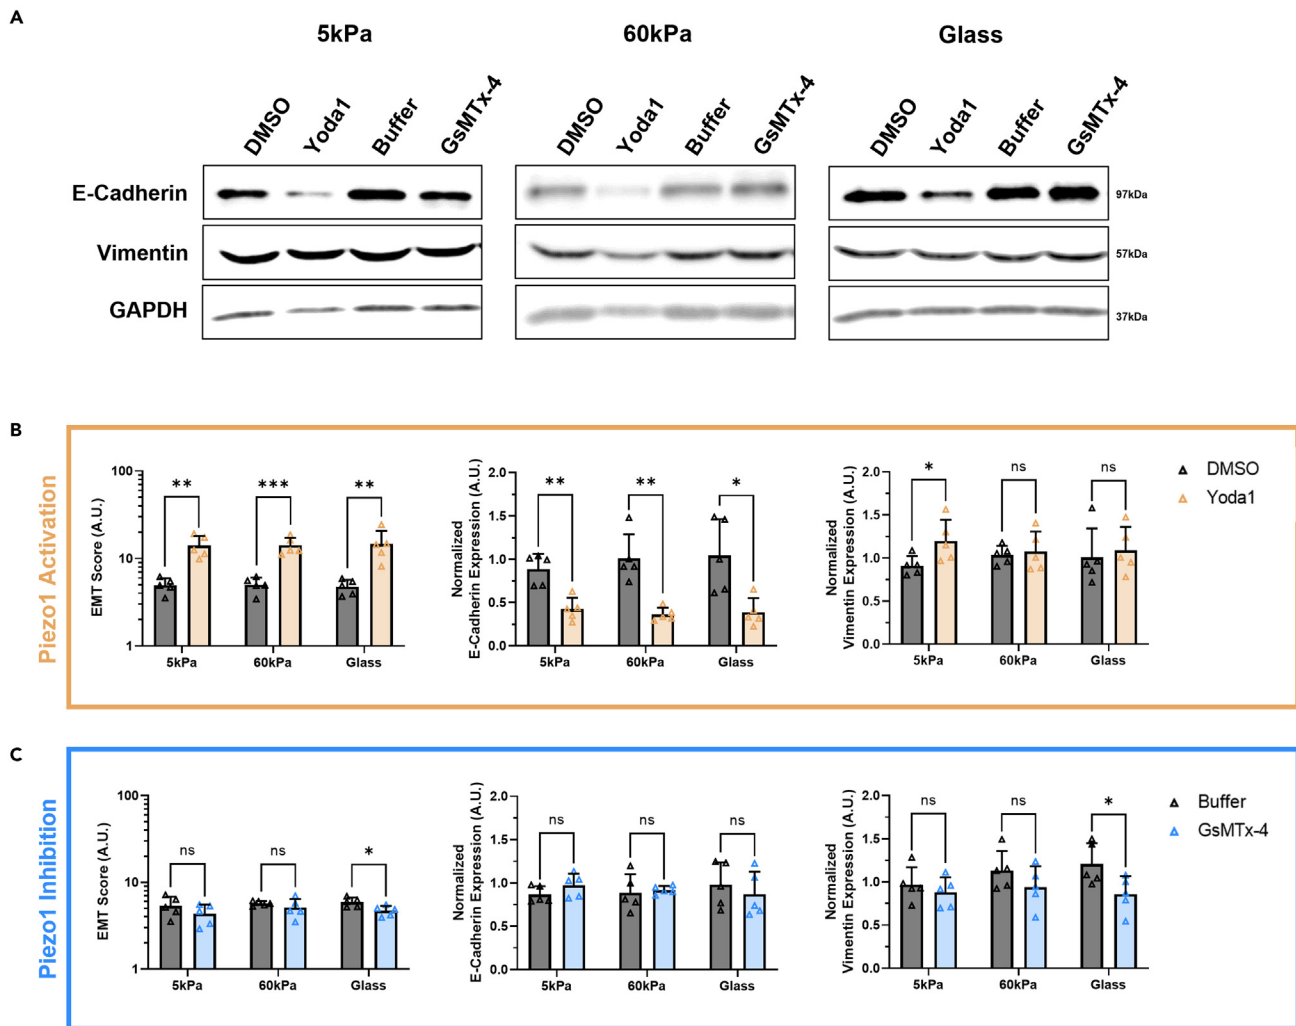 A
5kPa
60kPa
Glass
DMSO
Yoda1
Buffer
GsMTx-4
DMSO
Yoda1
Buffer
GsMTx-4
DMSO
Yoda1
Buffer
GsMTx-4
E-Cadherin
97kDa
Vimentin
57kDa
GAPDH
37kDa
B
Piezo1 Activation
EMT Score (A.U.)
100
10
1
**
***
**
5kPa
60kPa
Glass
Normalized
E-Cadherin Expression (A.U.)
2.0
1.5
1.0
0.5
0.0
**
**
*
5kPa
60kPa
Glass
Normalized
Vimentin Expression (A.U.)
2.0
1.5
1.0
0.5
0.0
*
ns
ns
5kPa
60kPa
Glass
DMSO
Yoda1
C
Piezo1 Inhibition
EMT Score (A.U.)
100
10
1
ns
ns
*
5kPa
60kPa
Glass
Normalized
E-Cadherin Expression (A.U.)
2.0
1.5
1.0
0.5
0.0
ns
ns
ns
5kPa
60kPa
Glass
Normalized
Vimentin Expression (A.U.)
2.0
1.5
1.0
0.5
0.0
ns
ns
*
5kPa
60kPa
Glass
Buffer
GsMTx-4